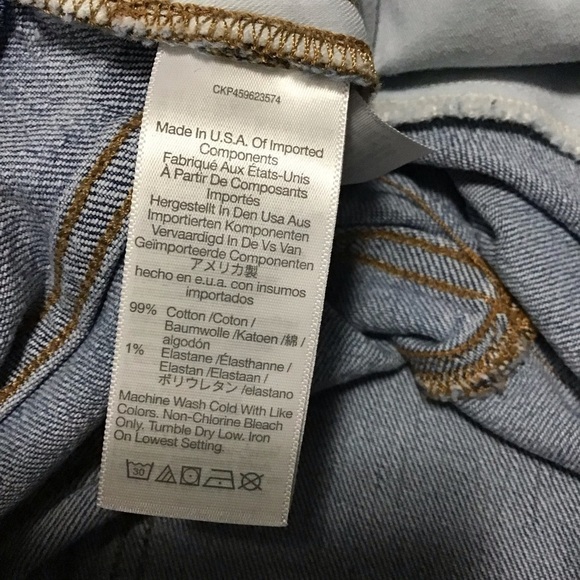 CKP459623574
Made In U.S.A. Of Imported
Components
Fabriqué Aux États-Unis
À Partir De Composants
Importés
Hergestellt In Den Usa Aus
Importierten Komponenten
Vervaardigd In De Vs Van
Geïmporteerde Componenten
アメリカ製
hecho en e.u.a. con insumos
importados
99% Cotton /Coton /
Baumwolle /Katoen /綿 /
algodón
1% Elastane /Élasthanne /
Elastan /Elastaan /
ポリウレタン /elastano
Machine Wash Cold With Like
Colors. Non-Chlorine Bleach
Only. Tumble Dry Low. Iron
On Lowest Setting.
30